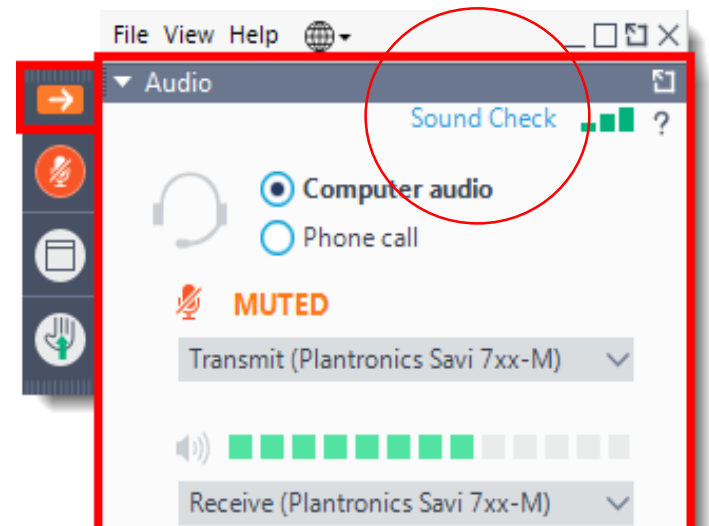 File View Help
Audio
Sound Check ?
Computer audio
Phone call
MUTED
Transmit (Plantronics Savi 7xx-M)
Receive (Plantronics Savi 7xx-M)